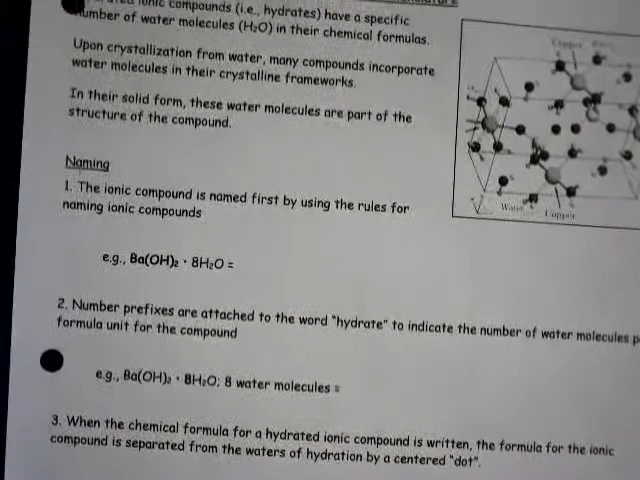 ionic compounds (i.e., hydrates) have a specific
number of water molecules (H₂O) in their chemical formulas.
Upon crystallization from water, many compounds incorporate
water molecules in their crystalline frameworks.
In their solid form, these water molecules are part of the
structure of the compound.
Copper
Water
Copper
Naming
1. The ionic compound is named first by using the rules for
naming ionic compounds
e.g., Ba(OH)₂ · 8H₂O =
2. Number prefixes are attached to the word "hydrate" to indicate the number of water molecules p
formula unit for the compound
e.g., Ba(OH)₂ · 8H₂O; 8 water molecules =
3. When the chemical formula for a hydrated ionic compound is written, the formula for the ionic
compound is separated from the waters of hydration by a centered "dot".